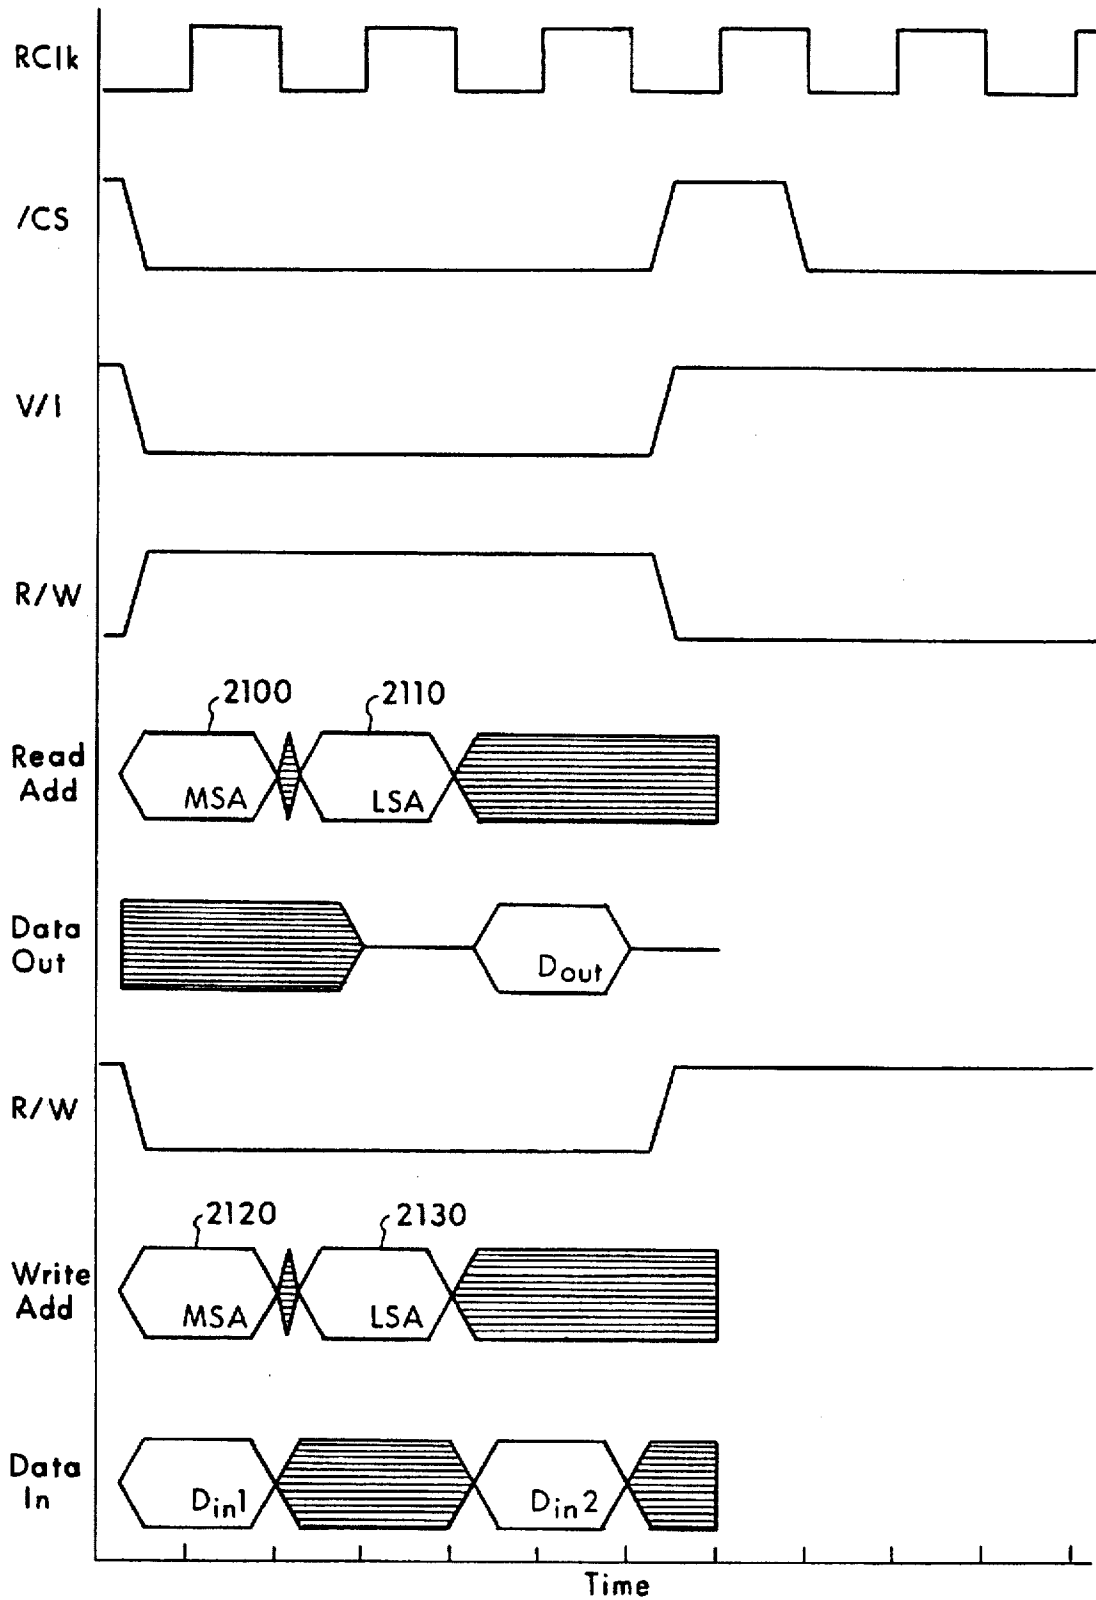 RClk
/CS
V/I
R/W
2100
2110
Read
Add
MSA
LSA
Data
Out
Dout
R/W
2120
2130
Write
Add
MSA
LSA
Data
In
Din1
Din2
Time